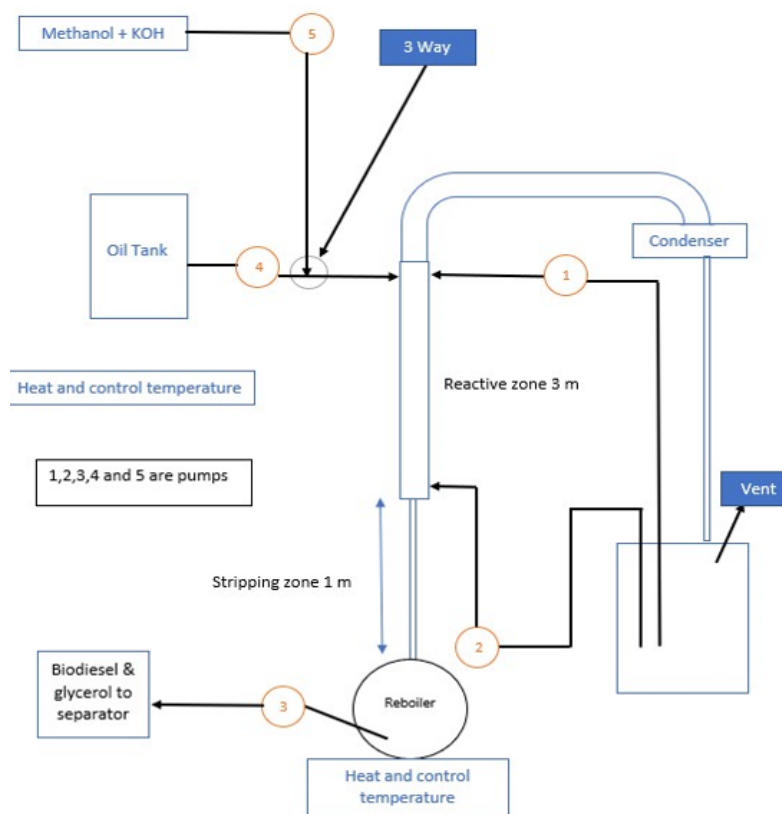 Methanol + KOH
5
3 Way
Oil Tank
4
1
Condenser
Heat and control temperature
Reactive zone 3 m
1,2,3,4 and 5 are pumps
Vent
Stripping zone 1 m
2
Biodiesel &
glycerol to
separator
3
Reboiler
Heat and control
temperature